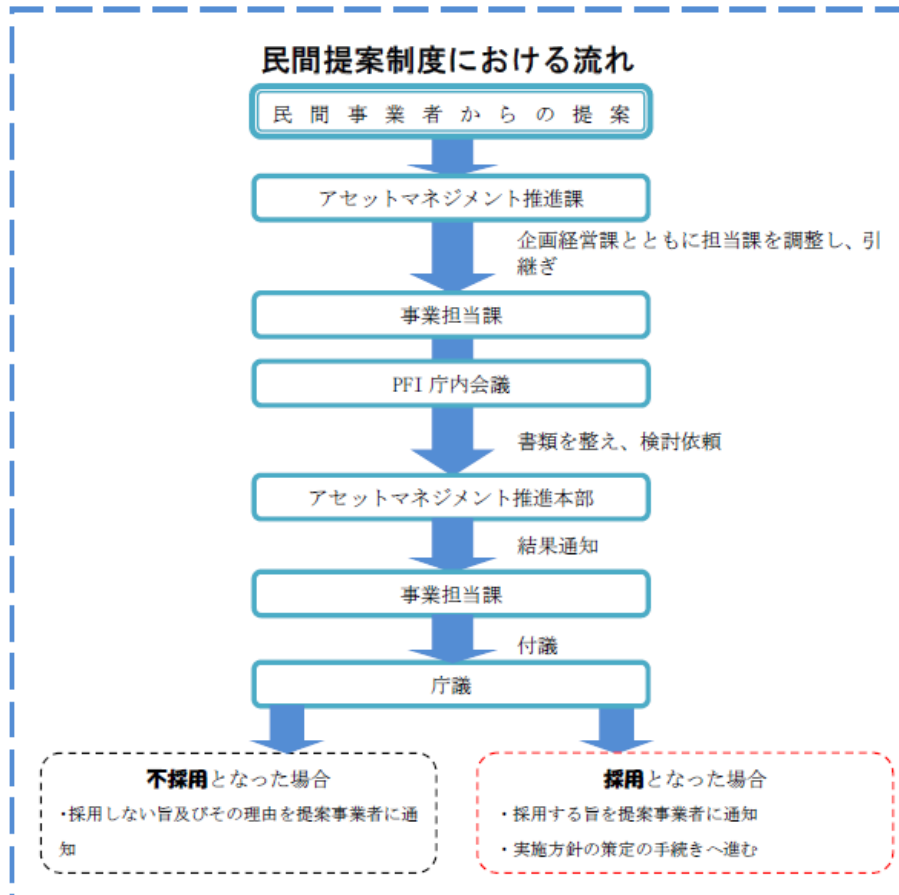 民間提案制度における流れ
民間事業者からの提案
アセットマネジメント推進課
企画経営課とともに担当課を調整し、引
継ぎ
事業担当課
PFI 庁内会議
書類を整え、検討依頼
アセットマネジメント推進本部
結果通知
事業担当課
付議
庁議
不採用となった場合
・採用しない旨及びその理由を提案事業者に通
知
採用となった場合
・採用する旨を提案事業者に通知
・実施方針の策定の手続きへ進む